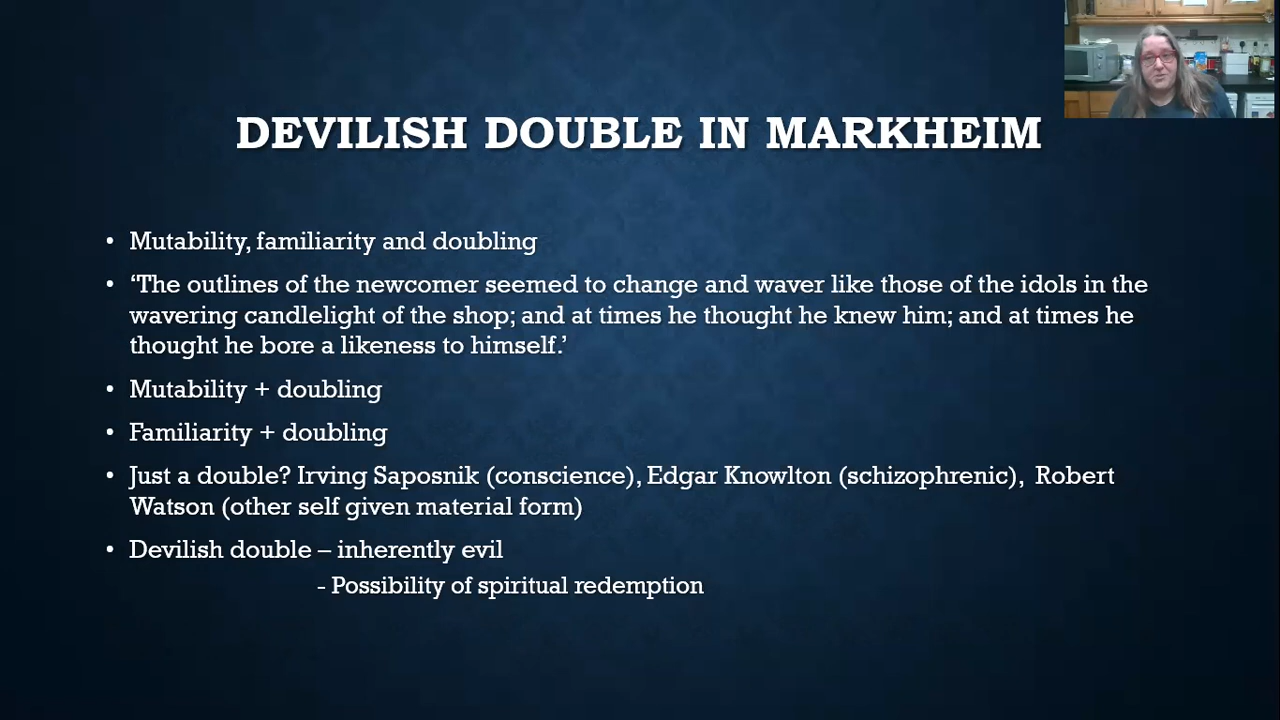 DEVILISH DOUBLE IN MARKHEIM
• Mutability, familiarity and doubling
• ‘The outlines of the newcomer seemed to change and waver like those of the idols in the
wavering candlelight of the shop; and at times he thought he knew him; and at times he
thought he bore a likeness to himself.’
• Mutability + doubling
• Familiarity + doubling
• Just a double? Irving Saposnik (conscience), Edgar Knowlton (schizophrenic), Robert
Watson (other self given material form)
• Devilish double – inherently evil
- Possibility of spiritual redemption